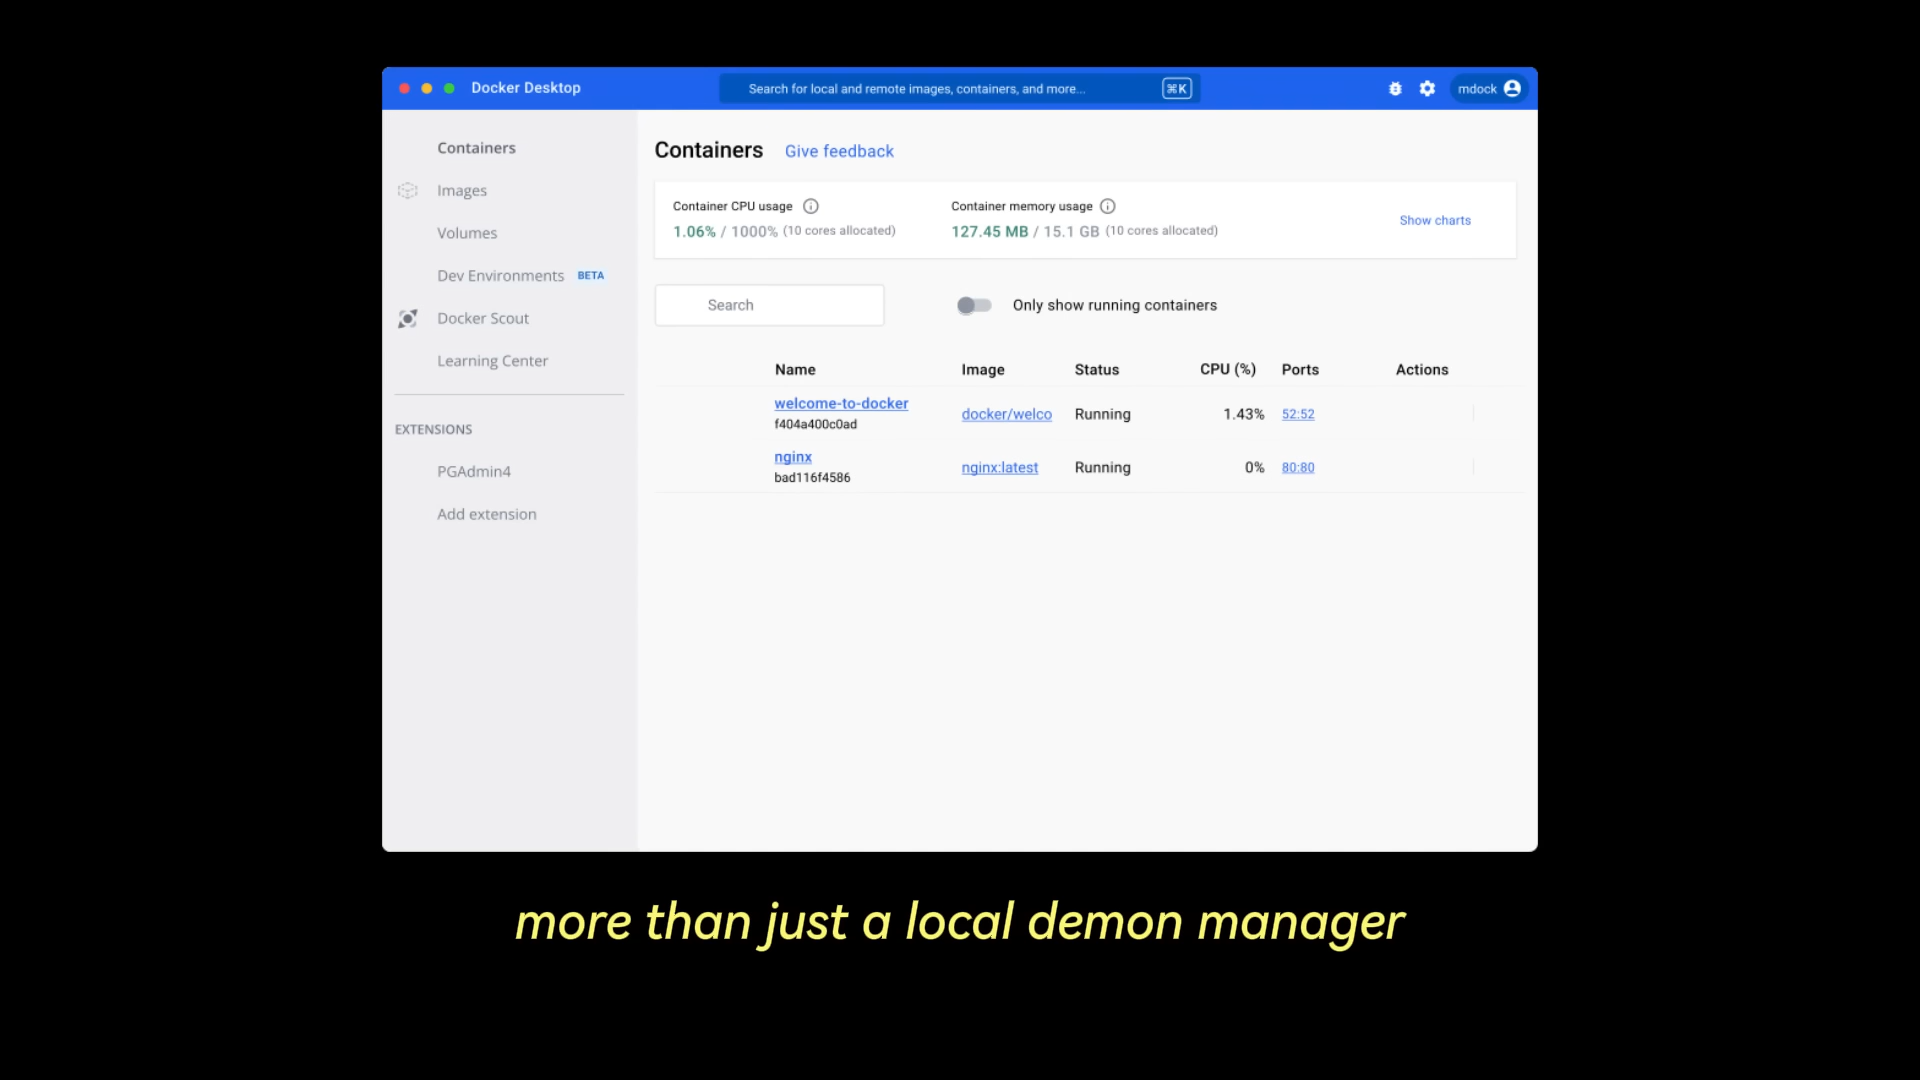 Docker Desktop
Search for local and remote images, containers, and more...
⌘K
mdock
Containers
Images
Volumes
Dev Environments BETA
Docker Scout
Learning Center
EXTENSIONS
PGAdmin4
Add extension
Containers Give feedback
Container CPU usage
1.06% / 1000% (10 cores allocated)
Container memory usage
127.45 MB / 15.1 GB (10 cores allocated)
Show charts
Search
Only show running containers
Name Image Status CPU (%) Ports Actions
welcome-to-docker docker/welco Running 1.43% 52:52
f404a400c0ad
nginx nginx:latest Running 0% 80:80
bad116f4586
more than just a local demon manager